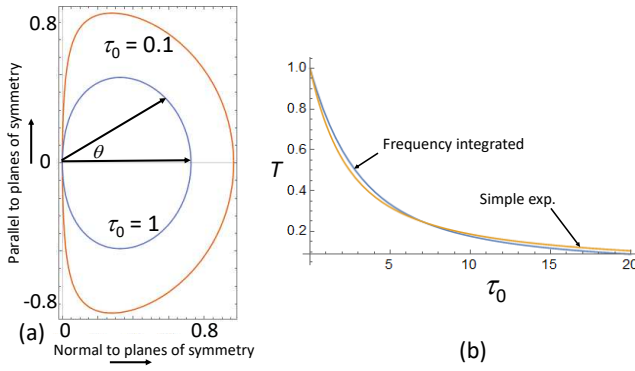 0.8
τ0 = 0.1
Parallel to planes of symmetry
0
θ
τ0 = 1
-0.8
(a)
0
0.8
Normal to planes of symmetry
1.0
0.8
0.6
T
0.4
0.2
Frequency integrated
Simple exp.
5
10
15
20
τ0
(b)